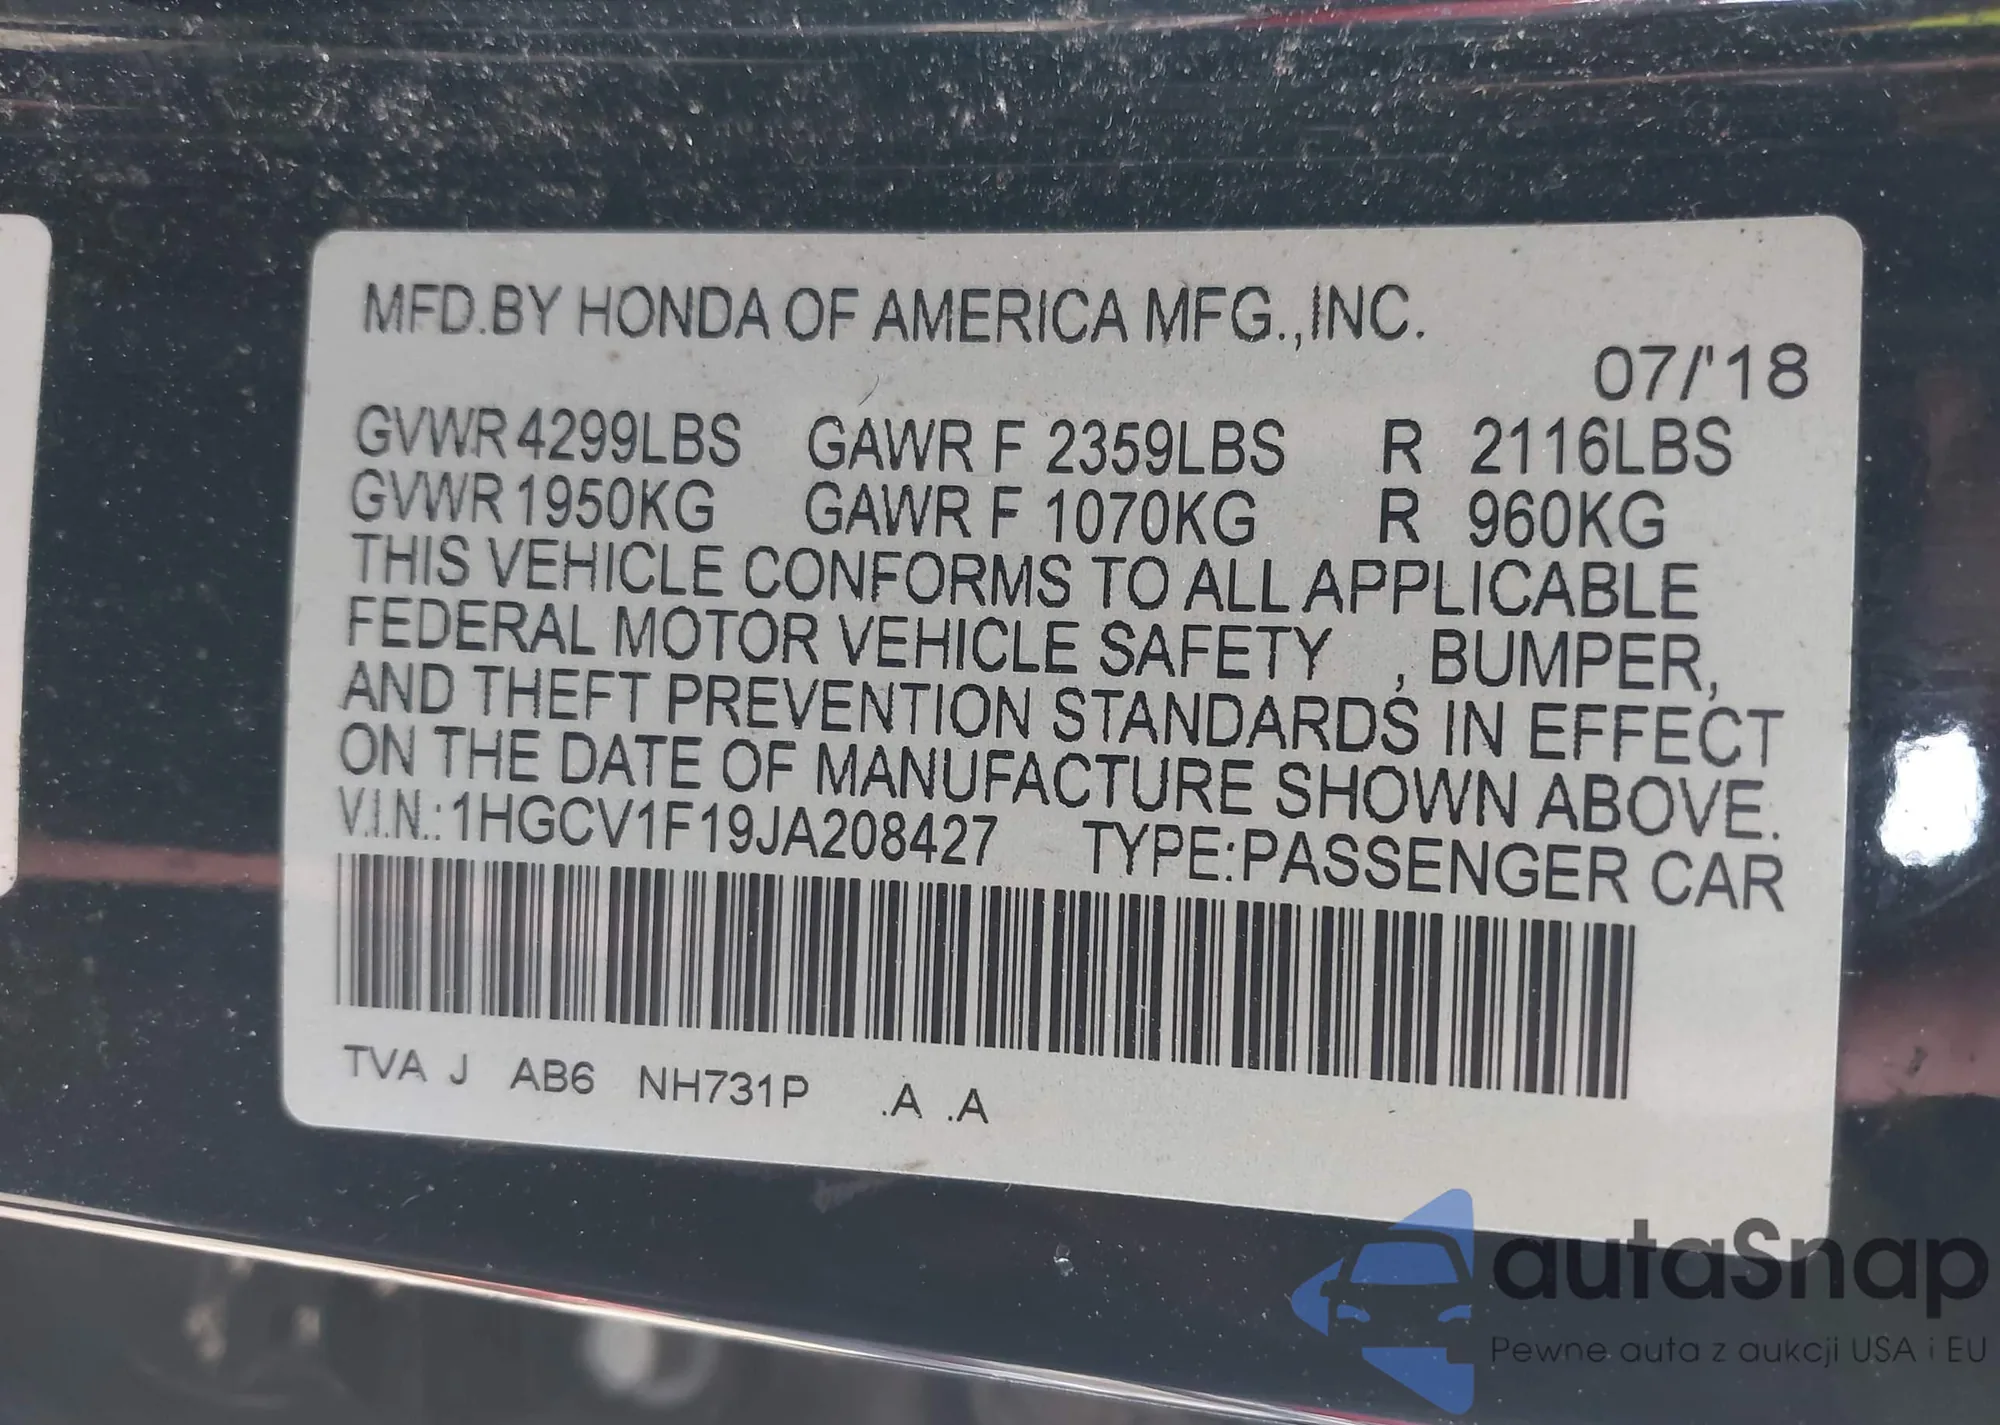 MFD.BY HONDA OF AMERICA MFG.,INC.
07/'18
GVWR 4299LBS GAWR F 2359LBS R 2116LBS
GVWR 1950KG GAWR F 1070KG R 960KG
THIS VEHICLE CONFORMS TO ALL APPLICABLE
FEDERAL MOTOR VEHICLE SAFETY , BUMPER,
AND THEFT PREVENTION STANDARDS IN EFFECT
ON THE DATE OF MANUFACTURE SHOWN ABOVE.
V.I.N.:1HGCV1F19JA208427 TYPE:PASSENGER CAR
TVA J AB6 NH731P .A .A
autaSnap
Pewne auta z aukcji USA i EU